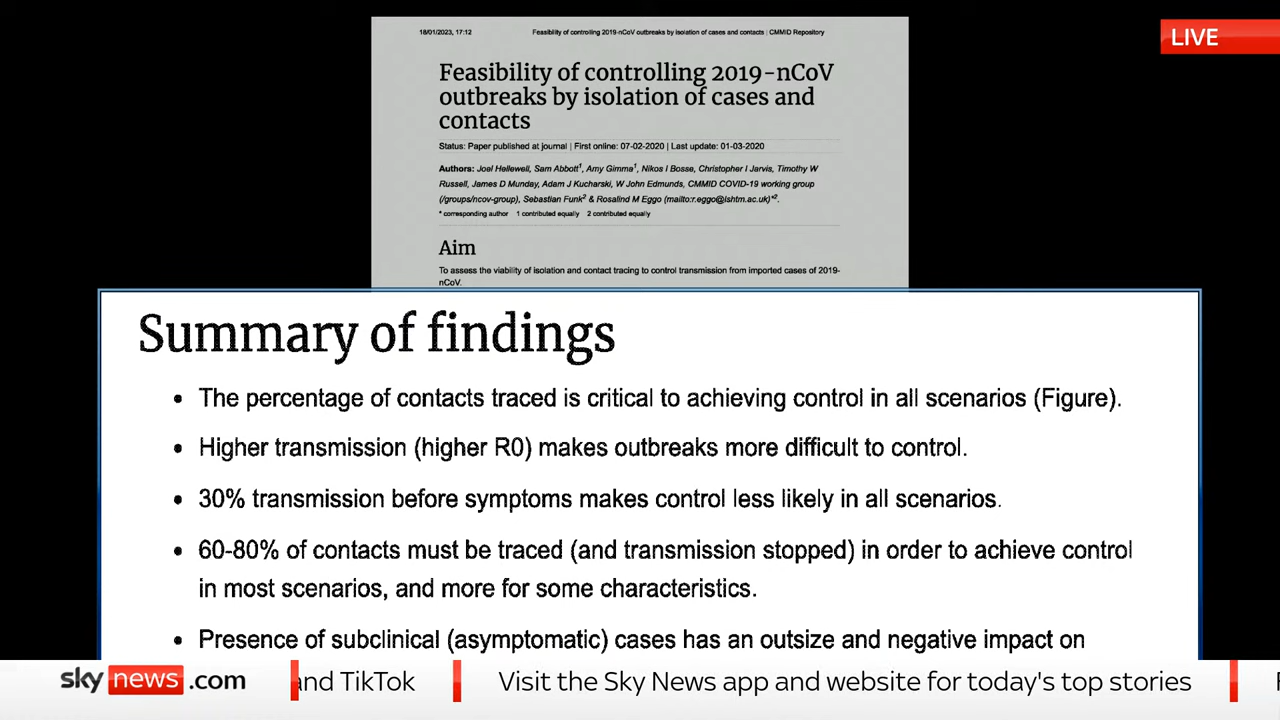 18/01/2023, 17:12 Feasibility of controlling 2019-nCoV outbreaks by isolation of cases and contacts | CMMID Repository
LIVE
Feasibility of controlling 2019-nCoV
outbreaks by isolation of cases and
contacts
Status: Paper published at journal | First online: 07-02-2020 | Last update: 01-03-2020
Authors: Joel Hellewell, Sam Abbott¹, Amy Gimma¹, Nikos I Bosse, Christopher I Jarvis, Timothy W
Russell, James D Munday, Adam J Kucharski, W John Edmunds, CMMID COVID-19 working group
(/groups/ncov-group), Sebastian Funk² & Rosalind M Eggo (mailto:r.eggo@lshtm.ac.uk)*².
* corresponding author 1 contributed equally 2 contributed equally
Aim
To assess the viability of isolation and contact tracing to control transmission from imported cases of 2019-
nCoV.
Summary of findings
• The percentage of contacts traced is critical to achieving control in all scenarios (Figure).
• Higher transmission (higher R0) makes outbreaks more difficult to control.
• 30% transmission before symptoms makes control less likely in all scenarios.
• 60-80% of contacts must be traced (and transmission stopped) in order to achieve control
in most scenarios, and more for some characteristics.
• Presence of subclinical (asymptomatic) cases has an outsize and negative impact on
sky news .com and TikTok Visit the Sky News app and website for today's top stories